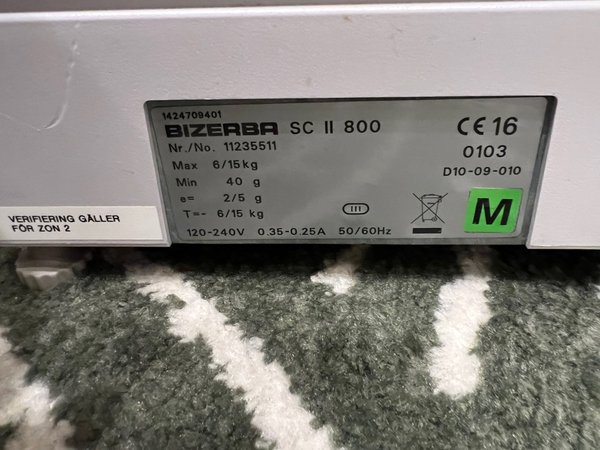 1424709401
BIZERBA SC II 800
Nr./No. 11235511
Max 6/15kg
Min 40 g
e= 2/5 g
T=- 6/15 kg
120-240V 0.35-0.25A 50/60Hz
III
CE 16
0103
D10-09-010
M
VERIFIERING GÄLLER
FÖR ZON 2